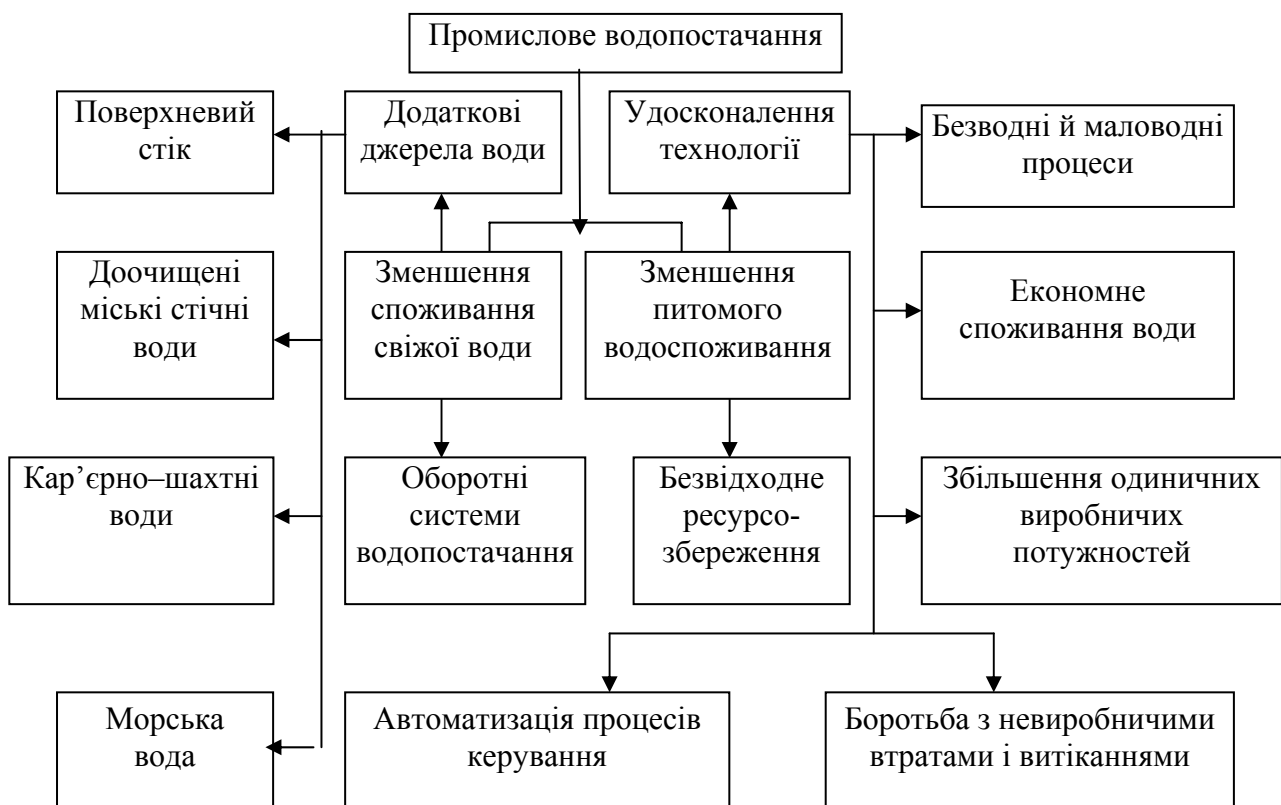 Промислове водопостачання
Поверхневий
стік
Додаткові
джерела води
Удосконалення
технології
Безводні й маловодні
процеси
Доочищені
міські стічні
води
Зменшення
споживання
свіжої води
Зменшення
питомого
водоспоживання
Економне
споживання води
Кар’єрно–шахтні
води
Оборотні
системи
водопостачання
Безвідходне
ресурсо-
збереження
Збільшення одиничних
виробничих
потужностей
Морська
вода
Автоматизація процесів
керування
Боротьба з невиробничими
втратами і витіканнями